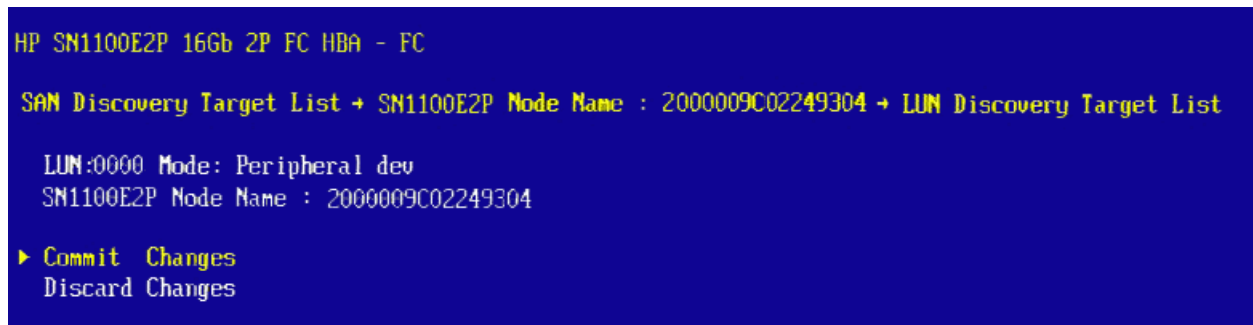 HP SN1100E2P 16Gb 2P FC HBA - FC
SAN Discovery Target List → SN1100E2P Node Name : 2000009C02249304 → LUN Discovery Target List
LUN:0000 Mode: Peripheral dev
SN1100E2P Node Name : 2000009C02249304
► Commit Changes
Discard Changes